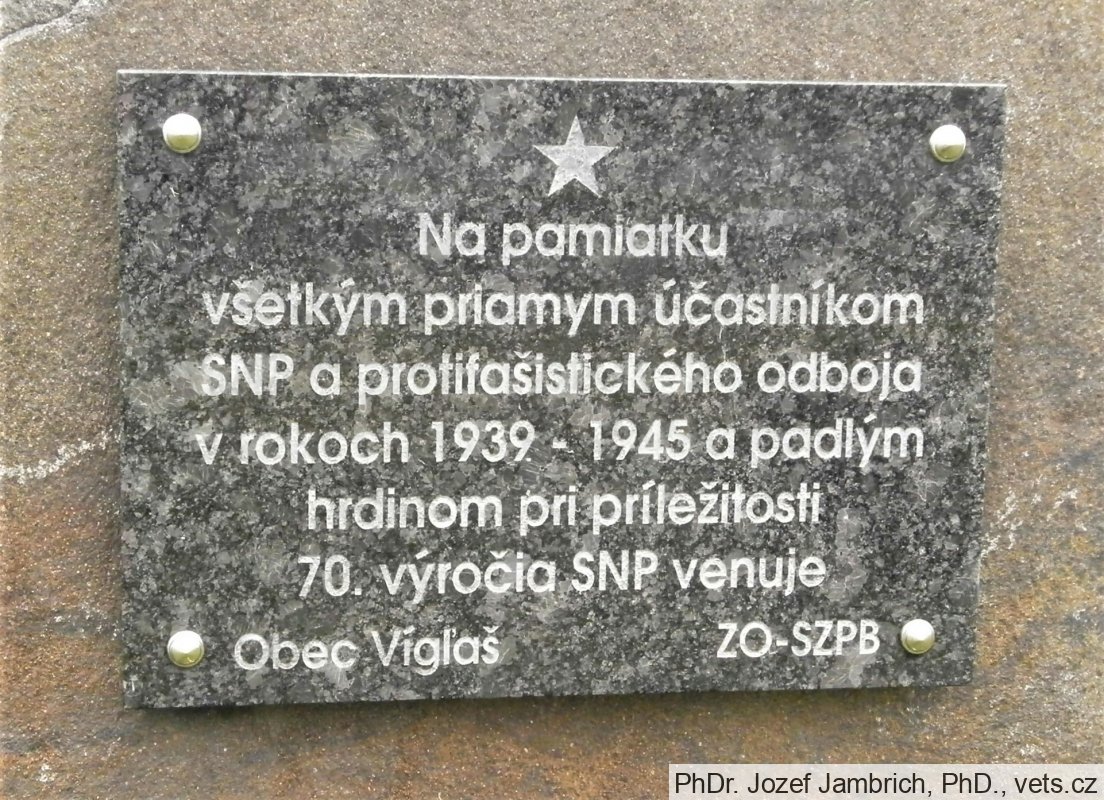 Na pamiatku
všetkým priamym účastníkom
SNP a protifašistického odboja
v rokoch 1939 - 1945 a padlým
hrdinom pri príležitosti
70. výročia SNP venuje
Obec Vígľaš ZO-SZPB
PhDr. Jozef Jambrich, PhD., vets.cz